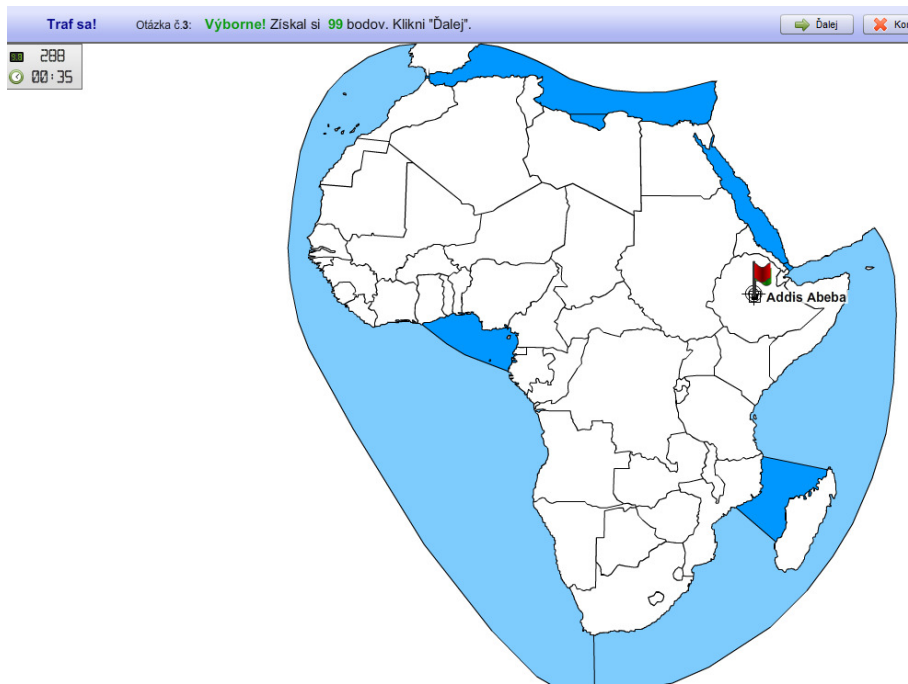 Traf sa! Otázka č.3: Výborne! Získal si 99 bodov. Klikni "Ďalej". Ďalej
288
00:35
Addis Abeba